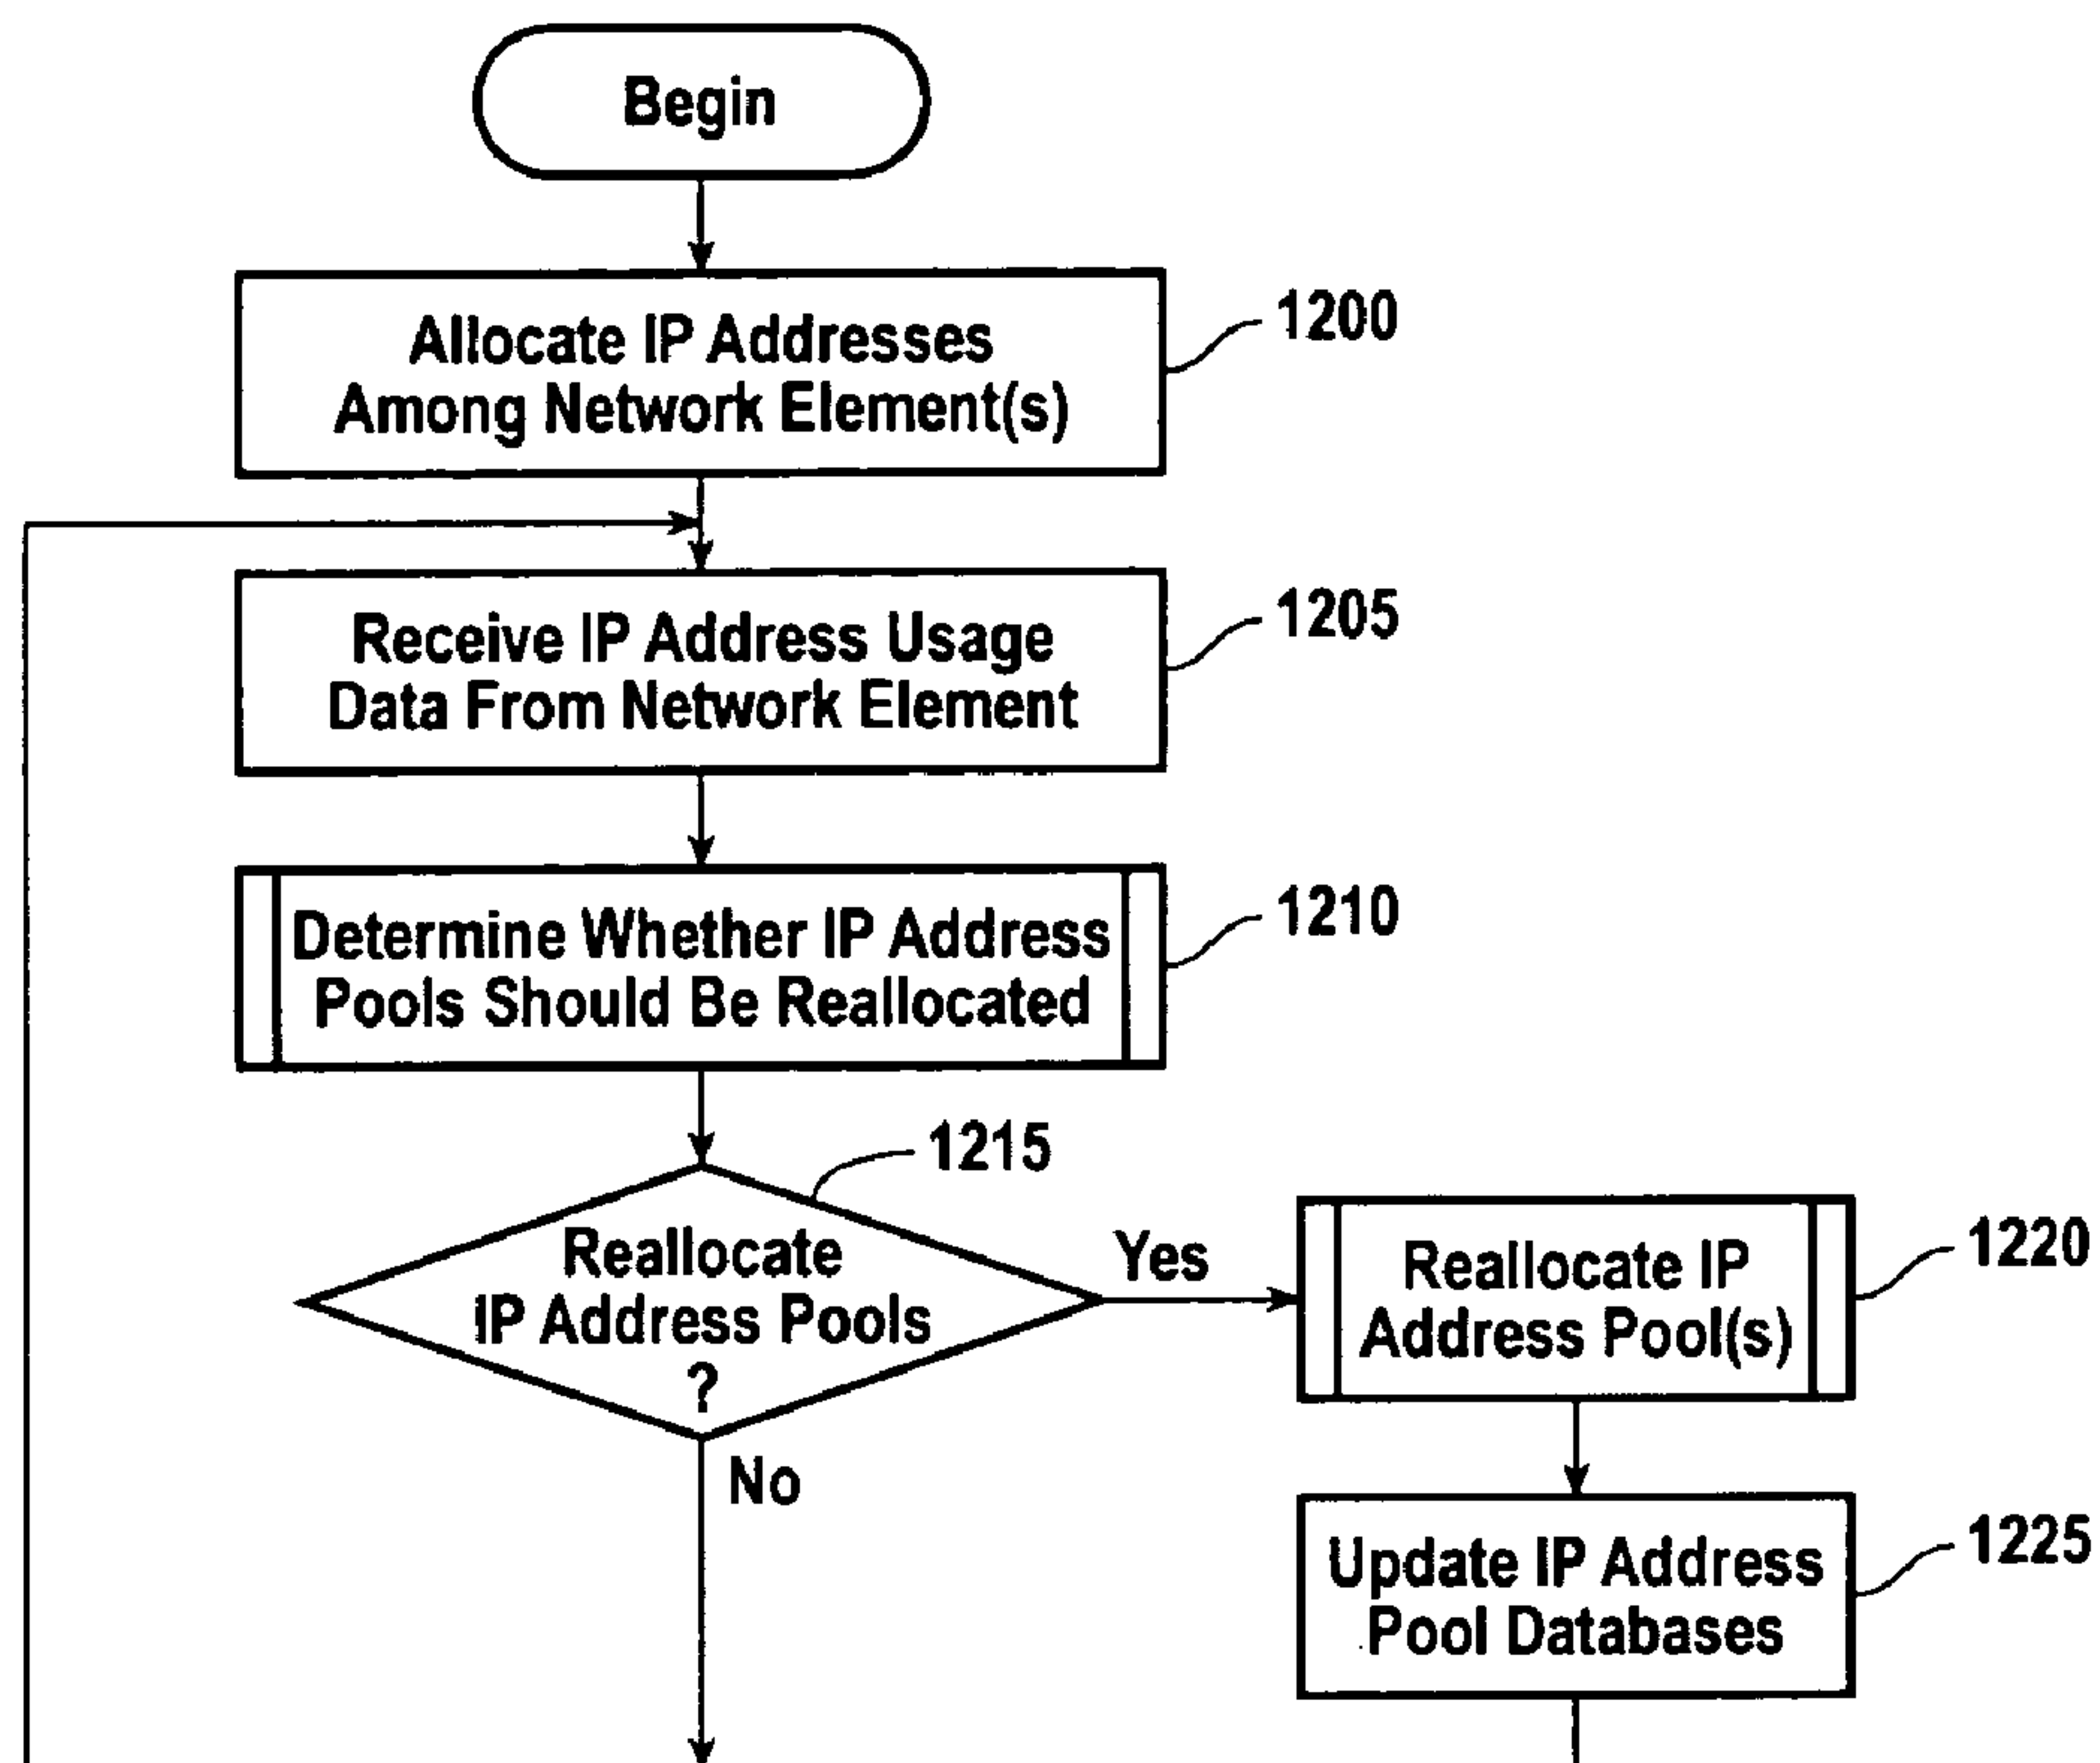 Begin
Allocate IP Addresses
Among Network Element(s)
1200
Receive IP Address Usage
Data From Network Element
1205
Determine Whether IP Address
Pools Should Be Reallocated
1210
1215
Reallocate
IP Address Pools
?
Yes
No
Reallocate IP
Address Pool(s)
1220
Update IP Address
Pool Databases
1225